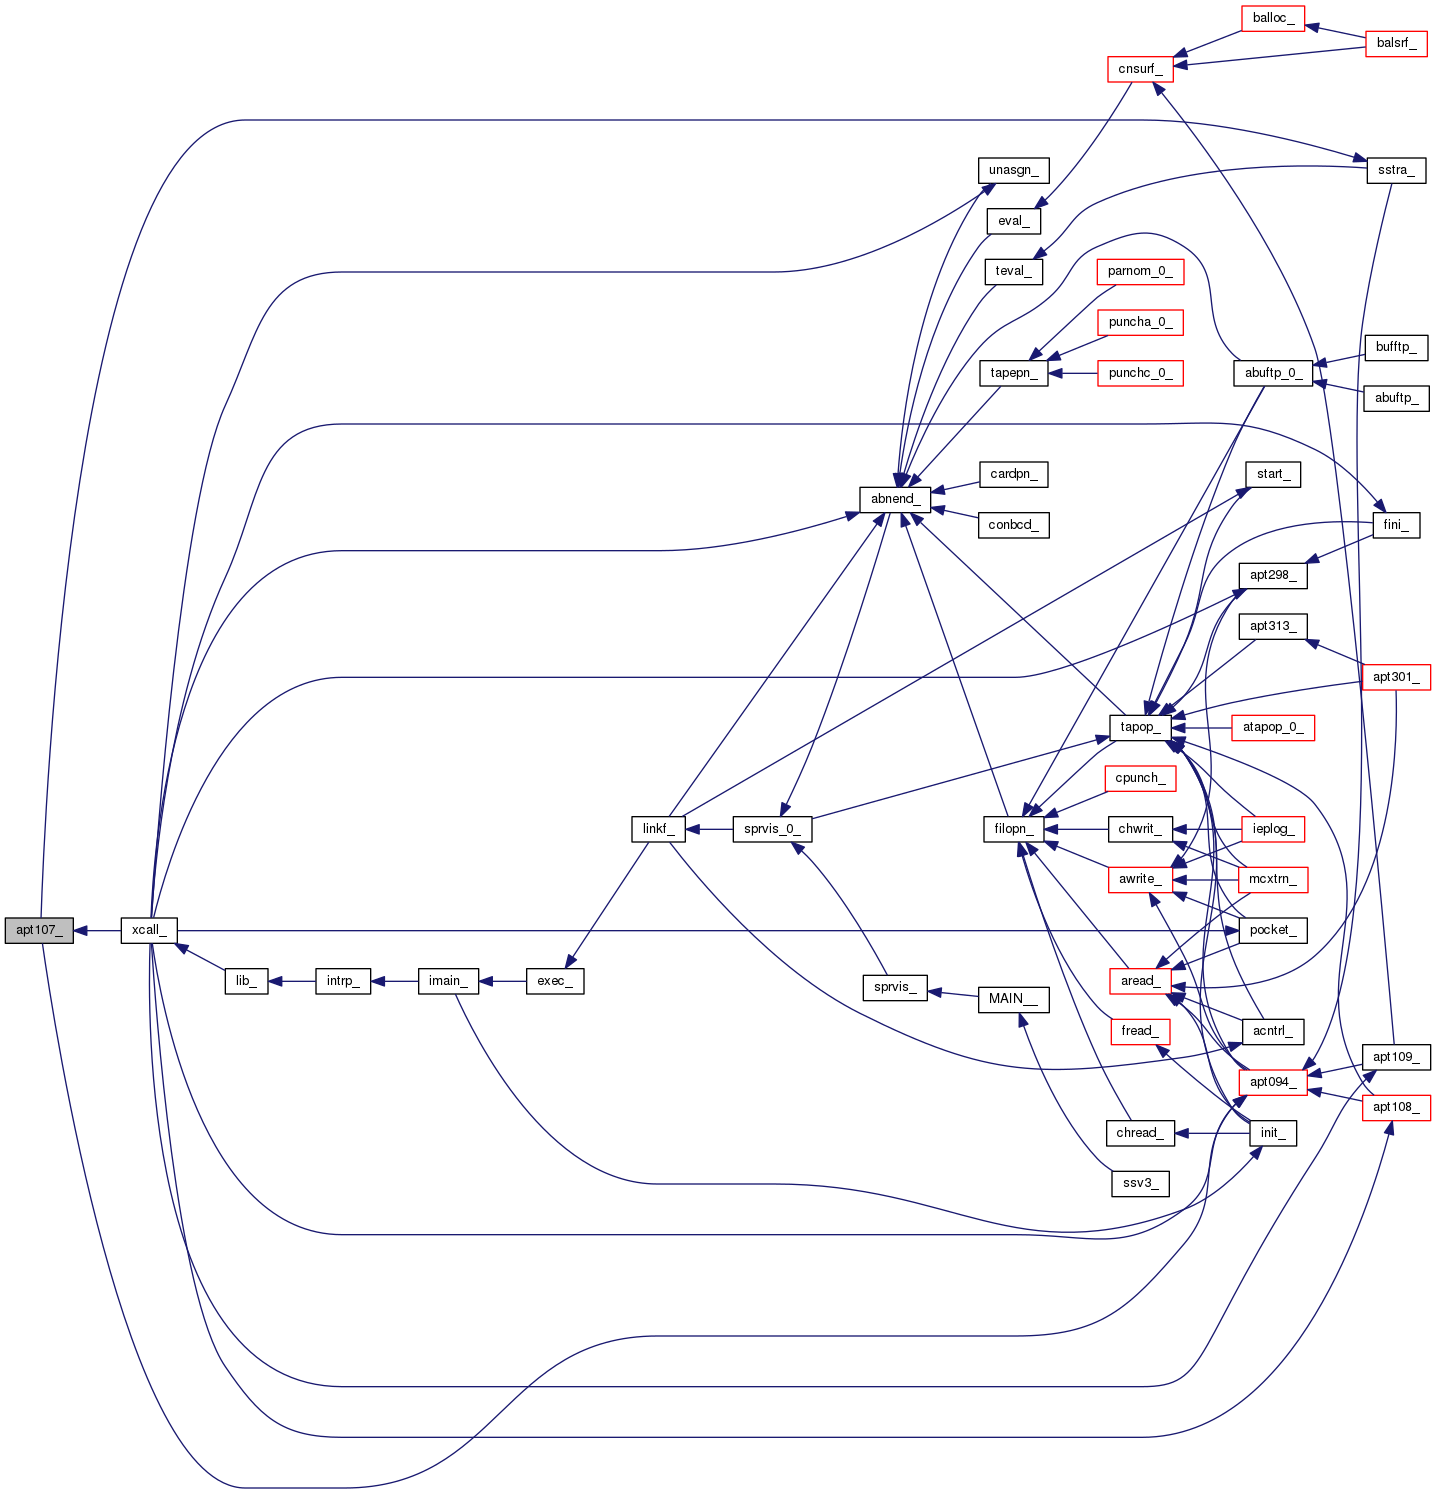 balloc_
balsrf_
cnsurf_
unasgn_
sstra_
eval_
teval_
parnom_0_
puncha_0_
bufftp_
tapepn_
punchc_0_
abuftp_0_
abuftp_
cardpn_
start_
abnend_
conbcd_
fini_
apt298_
apt313_
apt301_
tapop_
atapop_0_
cpunch_
linkf_
sprvis_0_
filopn_
chwrit_
ieplog_
awrite_
mcxtrn_
apt107_
xcall_
pocket_
lib_
intrp_
imain_
exec_
sprvis_
aread_
MAIN__
fread_
acntrl_
apt109_
apt094_
apt108_
chread_
init_
ssv3_